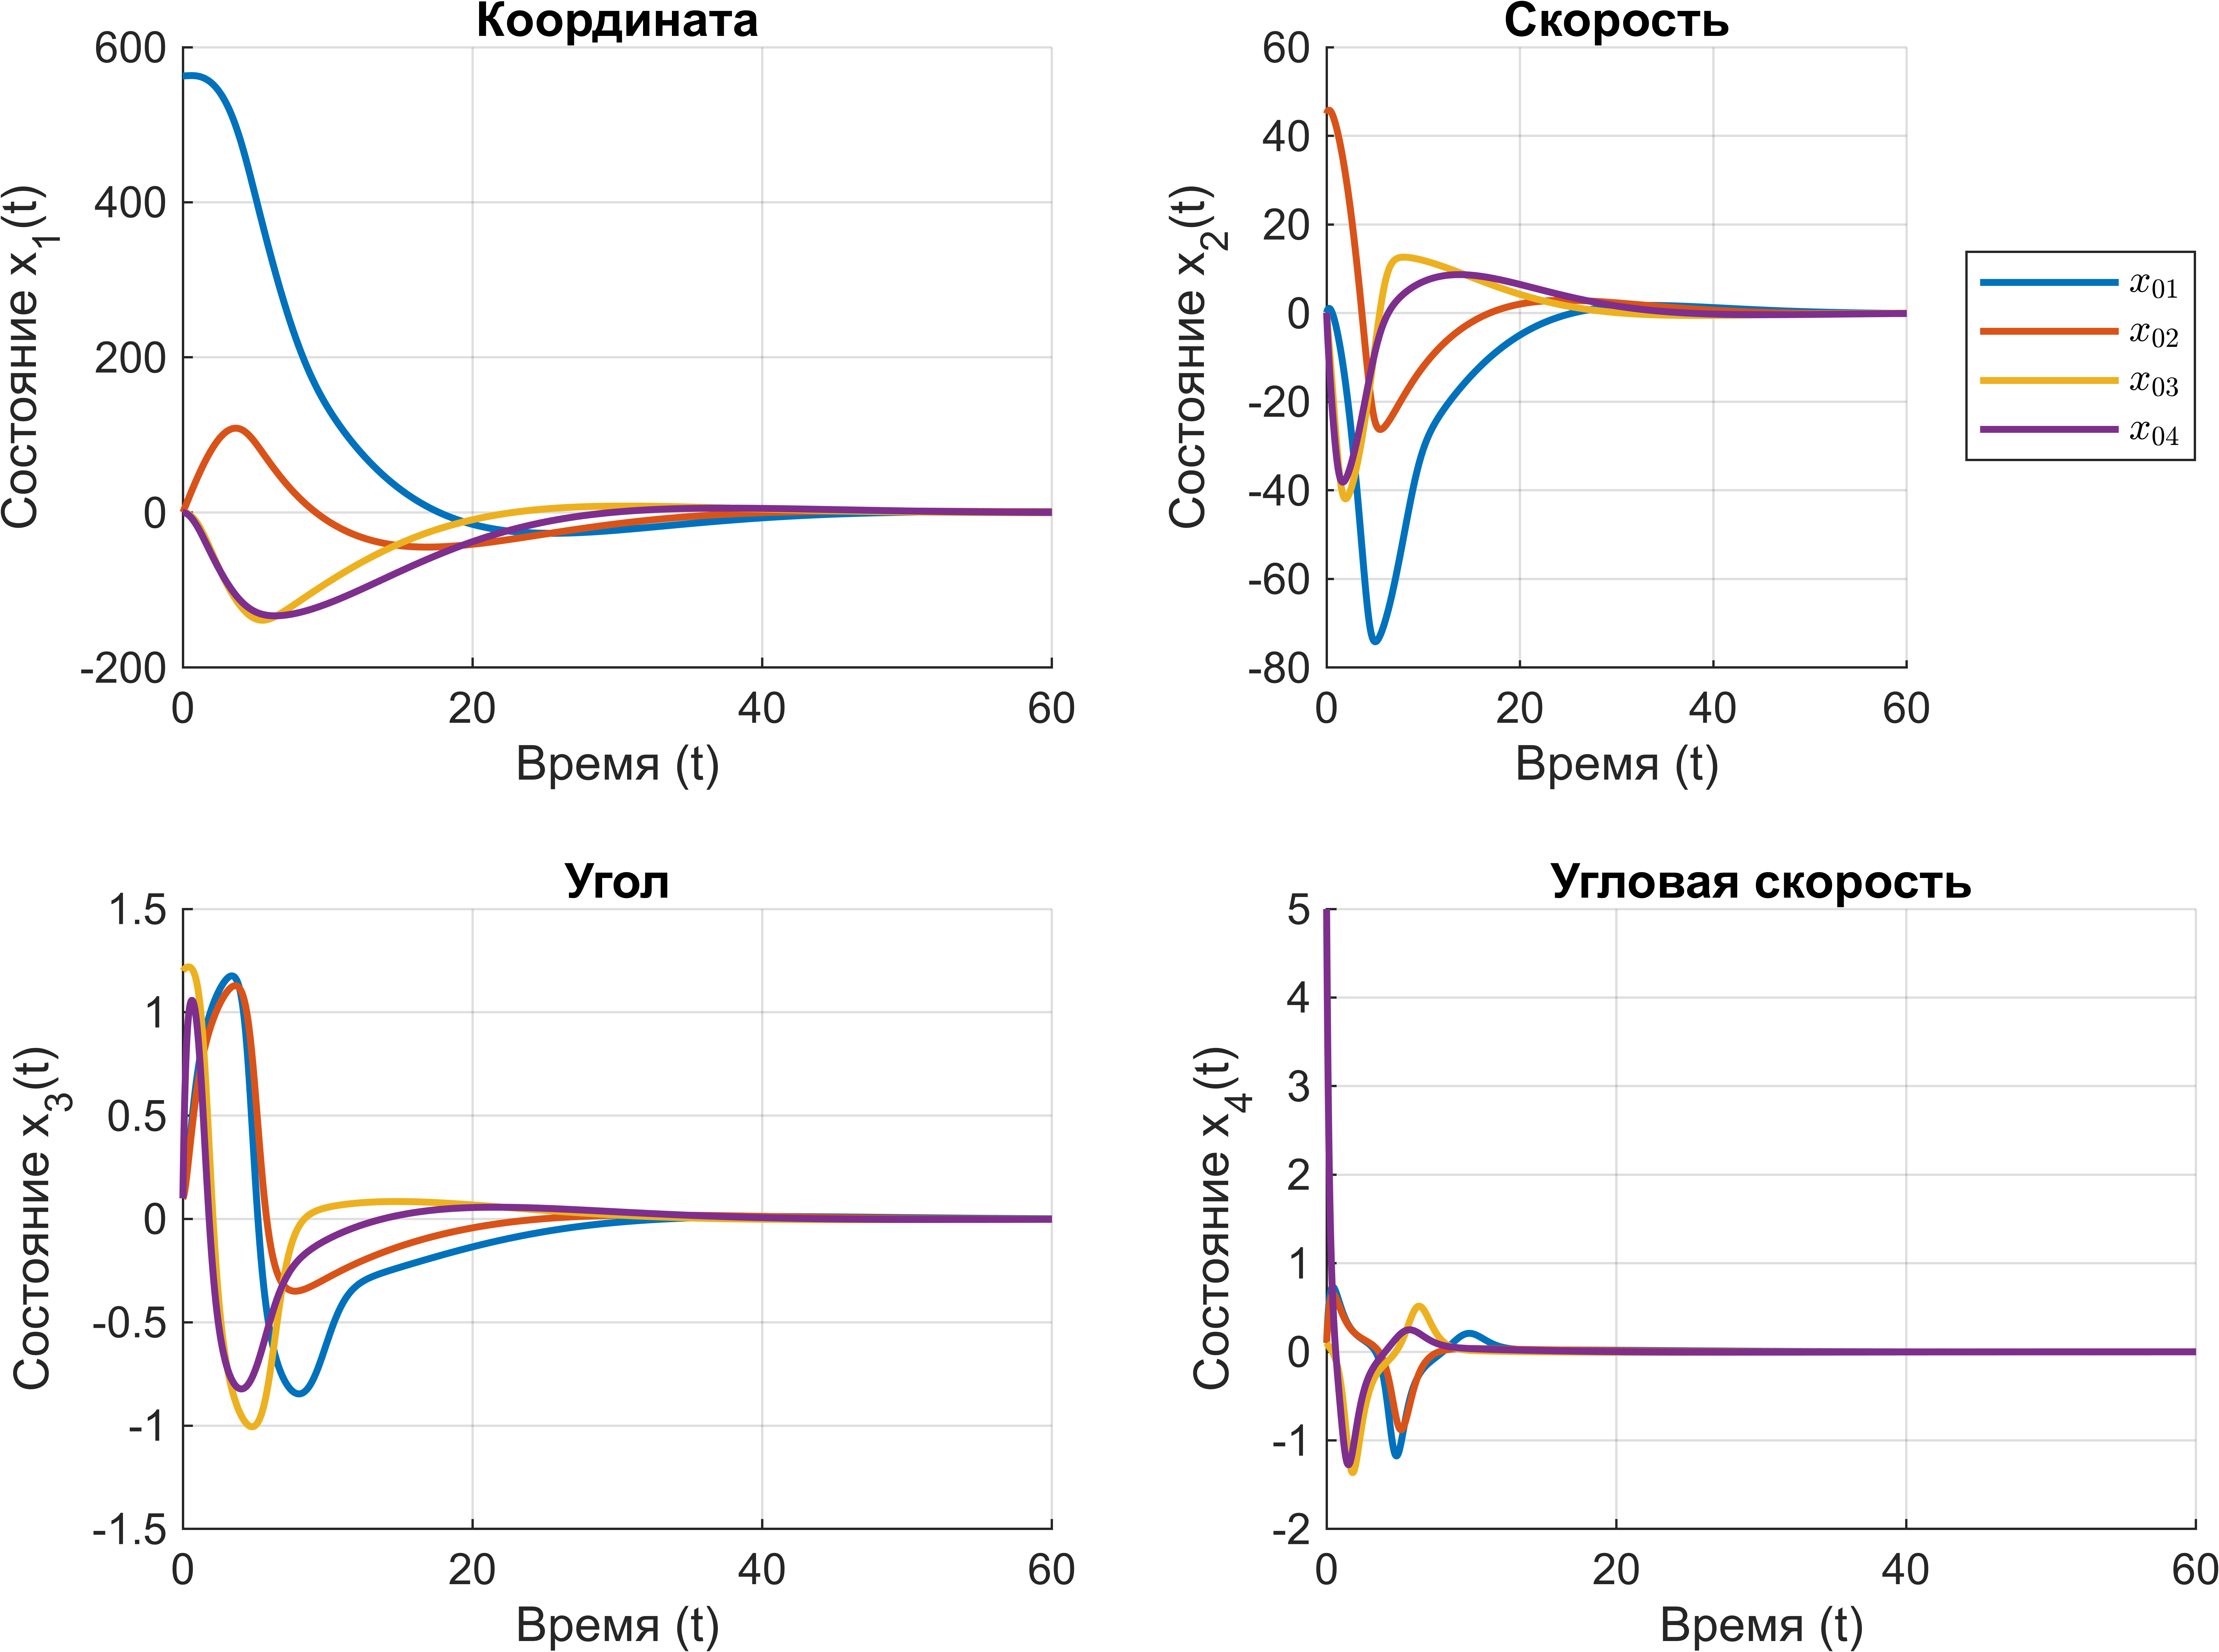 Координата
Состояние x₁(t)
600
400
200
0
-200
0 20 40 60
Время (t)
Скорость
Состояние x₂(t)
60
40
20
0
-20
-40
-60
-80
0 20 40 60
Время (t)
x₀₁
x₀₂
x₀₃
x₀₄
Угол
Состояние x₃(t)
1.5
1
0.5
0
-0.5
-1
-1.5
0 20 40 60
Время (t)
Угловая скорость
Состояние x₄(t)
5
4
3
2
1
0
-1
-2
0 20 40 60
Время (t)